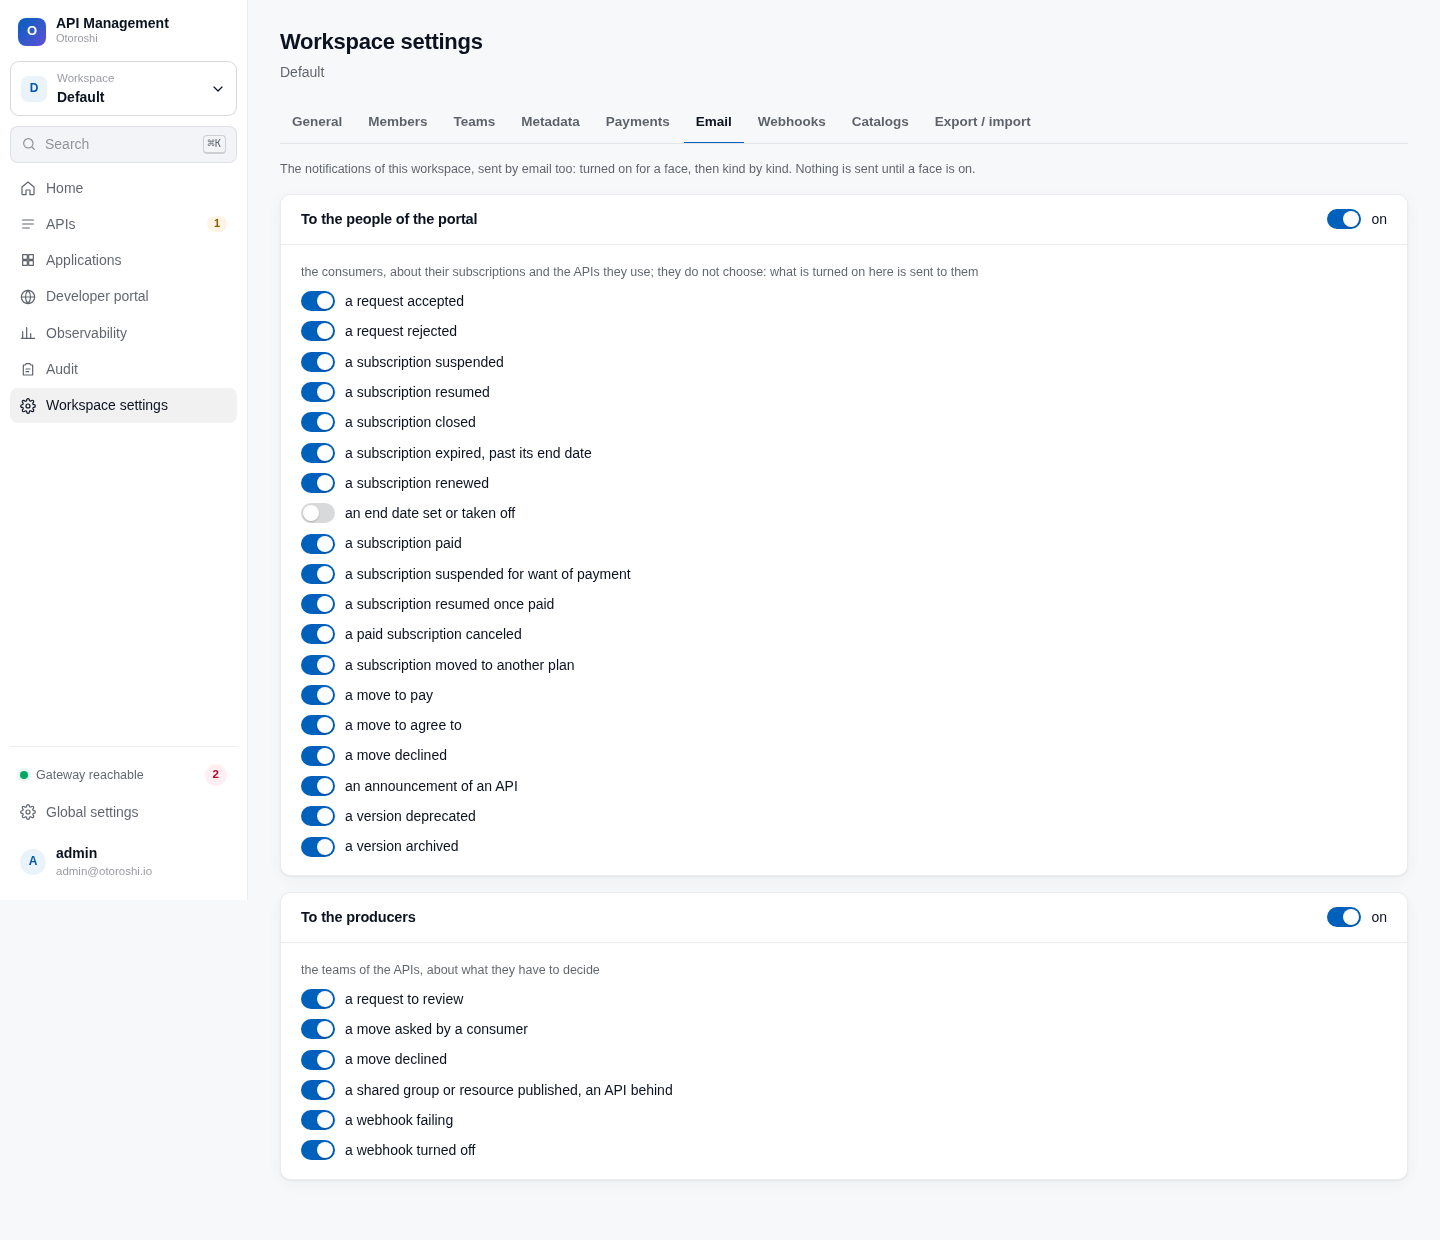 O
API Management
Otoroshi
D
Workspace
Default
Search
⌘K
Home
APIs
1
Applications
Developer portal
Observability
Audit
Workspace settings
Gateway reachable
2
Global settings
A
admin
admin@otoroshi.io
Workspace settings
Default
General Members Teams Metadata Payments Email Webhooks Catalogs Export / import
The notifications of this workspace, sent by email too: turned on for a face, then kind by kind. Nothing is sent until a face is on.
To the people of the portal
on
the consumers, about their subscriptions and the APIs they use; they do not choose: what is turned on here is sent to them
a request accepted
a request rejected
a subscription suspended
a subscription resumed
a subscription closed
a subscription expired, past its end date
a subscription renewed
an end date set or taken off
a subscription paid
a subscription suspended for want of payment
a subscription resumed once paid
a paid subscription canceled
a subscription moved to another plan
a move to pay
a move to agree to
a move declined
an announcement of an API
a version deprecated
a version archived
To the producers
on
the teams of the APIs, about what they have to decide
a request to review
a move asked by a consumer
a move declined
a shared group or resource published, an API behind
a webhook failing
a webhook turned off